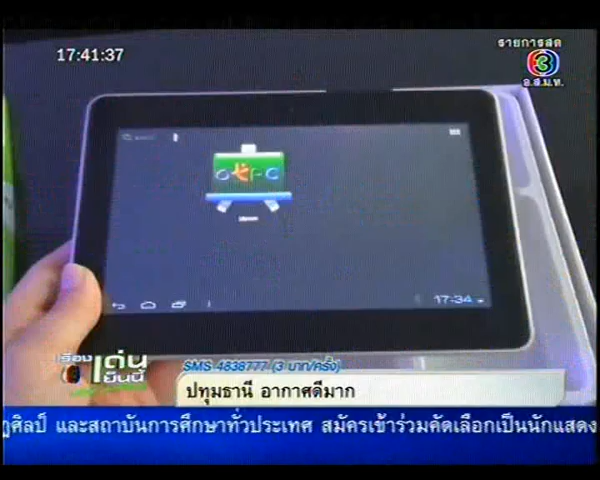 17:41:37
รายการสด
3
อ.ส.ม.ท.
17:34
เรื่อง
เด่น
เย็นนี้
SMS 4838777 (3 บาท/ครั้ง)
ปทุมธานี อากาศดีมาก
ฏศิลป์ และสถาบันการศึกษาทั่วประเทศ สมัครเข้าร่วมคัดเลือกเป็นนักแสดง